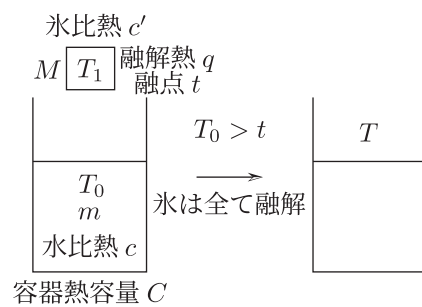 氷比熱 c′
M T₁ 融解熱 q
融点 t
T₀ > t
T
T₀
m
氷は全て融解
水比熱 c
容器熱容量 C